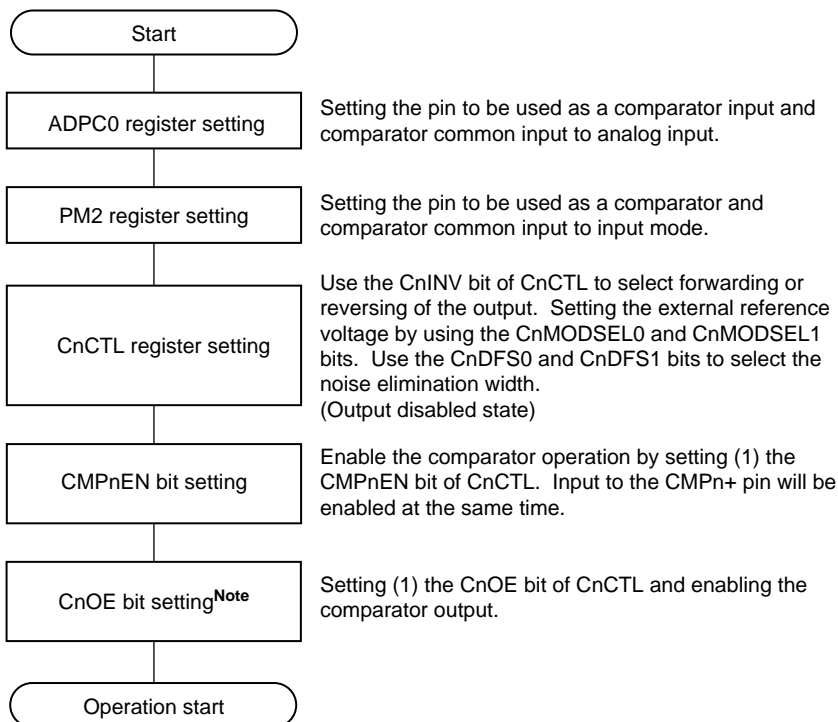 Start
ADPC0 register setting
Setting the pin to be used as a comparator input and
comparator common input to analog input.
PM2 register setting
Setting the pin to be used as a comparator and
comparator common input to input mode.
CnCTL register setting
Use the CnINV bit of CnCTL to select forwarding or
reversing of the output.  Setting the external reference
voltage by using the CnMODSEL0 and CnMODSEL1
bits.  Use the CnDFS0 and CnDFS1 bits to select the
noise elimination width.
(Output disabled state)
CMPnEN bit setting
Enable the comparator operation by setting (1) the
CMPnEN bit of CnCTL.  Input to the CMPn+ pin will be
enabled at the same time.
CnOE bit settingNote
Setting (1) the CnOE bit of CnCTL and enabling the
comparator output.
Operation start